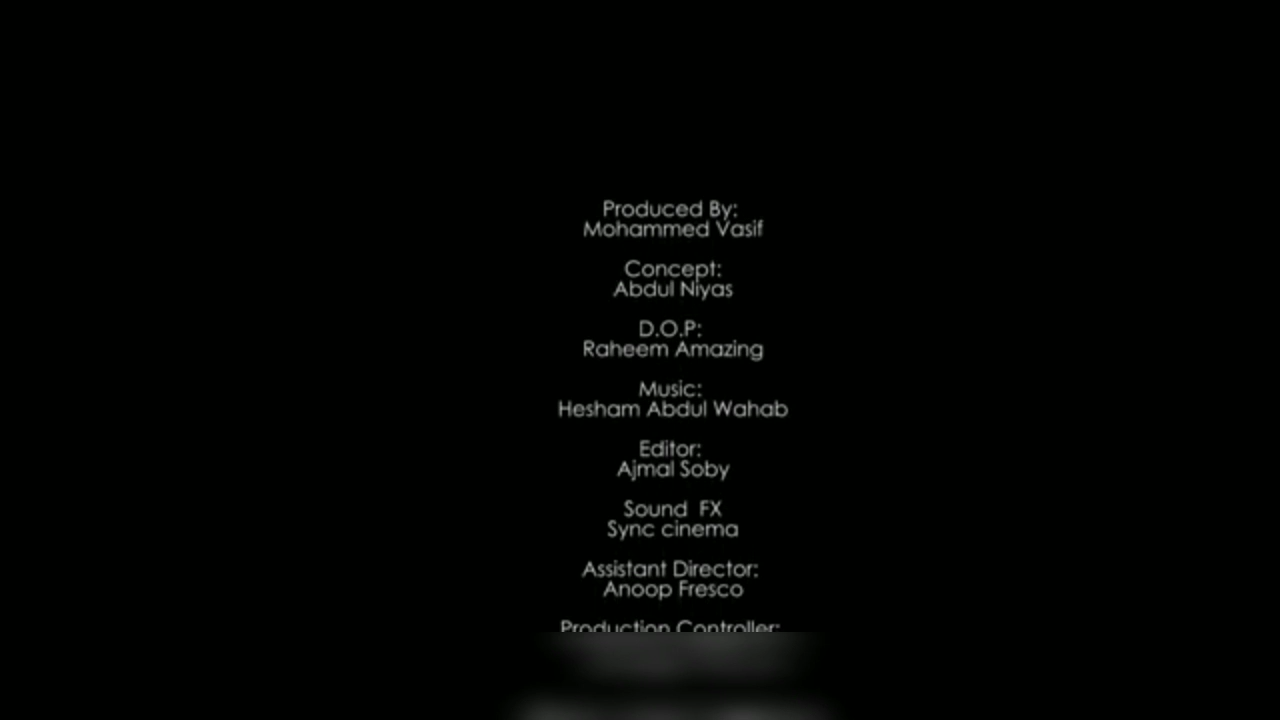 Produced By:
Mohammed Vasif
Concept:
Abdul Niyas
D.O.P:
Raheem Amazing
Music:
Hesham Abdul Wahab
Editor:
Ajmal Soby
Sound  FX
Sync cinema
Assistant Director:
Anoop Fresco
Production Controller: